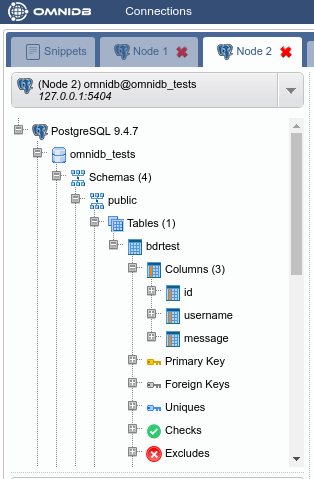 OMNIDB Connections
Snippets Node 1 Node 2
(Node 2) omnidb@omnidb_tests
127.0.0.1:5404
PostgreSQL 9.4.7
omnidb_tests
Schemas (4)
public
Tables (1)
bdrtest
Columns (3)
id
username
message
Primary Key
Foreign Keys
Uniques
Checks
Excludes